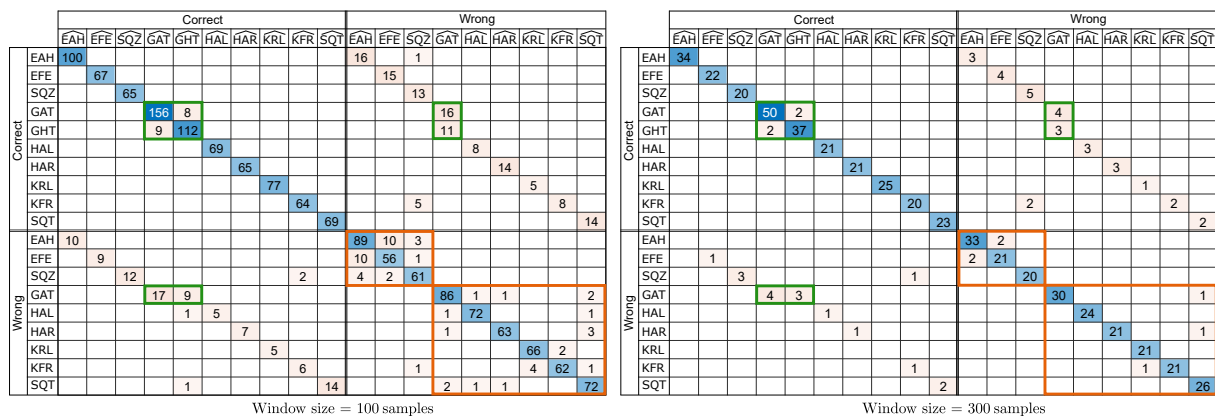 Correct Wrong Correct Wrong
EAH EFE SQZ GAT GHT HAL HAR KRL KFR SQT EAH EFE SQZ GAT HAL HAR KRL KFR SQT EAH EFE SQZ GAT GHT HAL HAR KRL KFR SQT EAH EFE SQZ GAT HAL HAR KRL KFR SQT
Correct
EAH 100 16 1 EAH 34 3
EFE 67 15 EFE 22 4
SQZ 65 13 SQZ 20 5
GAT 156 8 16 GAT 50 2 4
GHT 9 112 11 GHT 2 37 3
HAL 69 8 HAL 21 3
HAR 65 14 HAR 21 3
KRL 77 5 KRL 25 1
KFR 64 5 8 KFR 20 2 2
SQT 69 14 SQT 23 2
Wrong
EAH 10 89 10 3 EAH 33 2
EFE 9 10 56 1 EFE 1 2 21
SQZ 12 2 4 2 61 SQZ 3 1 20
GAT 17 9 86 1 1 2 GAT 4 3 30 1
HAL 1 5 1 72 1 HAL 1 24
HAR 7 1 63 3 HAR 1 21 1
KRL 5 66 2 KRL 21
KFR 6 1 4 62 1 KFR 1 1 21
SQT 1 14 2 1 1 72 SQT 2 26
Correct
Wrong
Window size = 100 samples
Window size = 300 samples